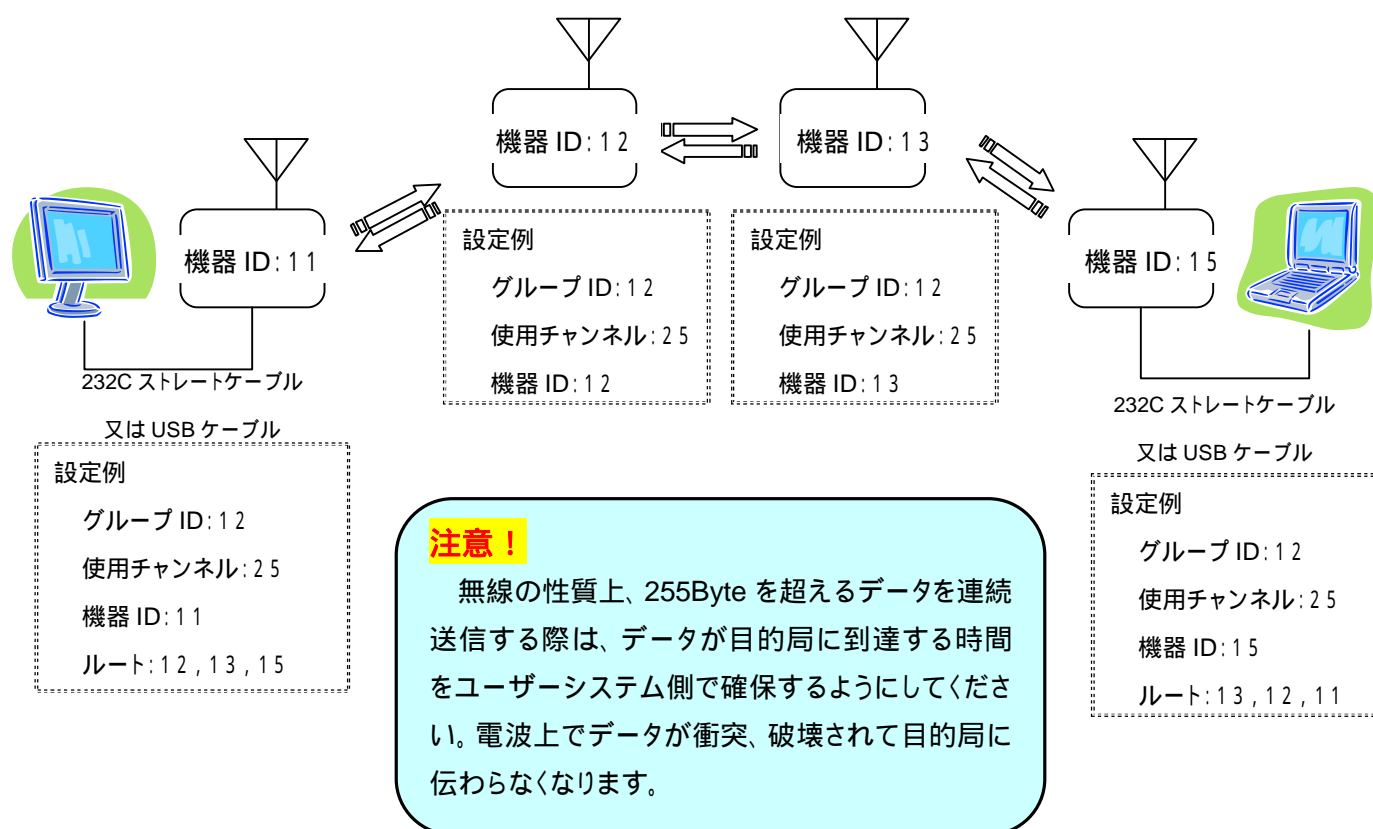 機器 ID:12
機器 ID:13
機器 ID:11
機器 ID:15
232C ストレートケーブル
又は USB ケーブル
設定例
グループ ID:12
使用チャンネル:25
機器 ID:11
ルート:12,13,15
設定例
グループ ID:12
使用チャンネル:25
機器 ID:12
設定例
グループ ID:12
使用チャンネル:25
機器 ID:13
232C ストレートケーブル
又は USB ケーブル
設定例
グループ ID:12
使用チャンネル:25
機器 ID:15
ルート:13,12,11
注意！
無線の性質上、255Byte を超えるデータを連続
送信する際は、データが目的局に到達する時間
をユーザーシステム側で確保するようにしてくださ
い。電波上でデータが衝突、破壊されて目的局に
伝わらなくなります。